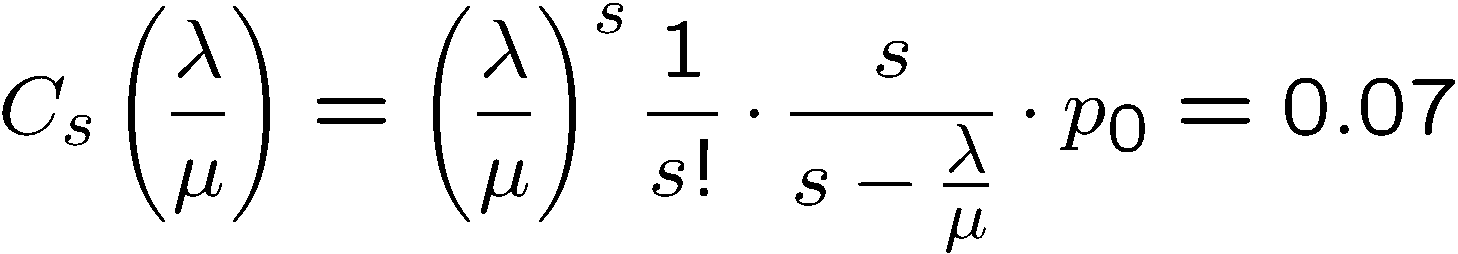 C_s(λ/μ) = (λ/μ)^s 1/s! · s/(s − λ/μ) · p_0 = 0.07